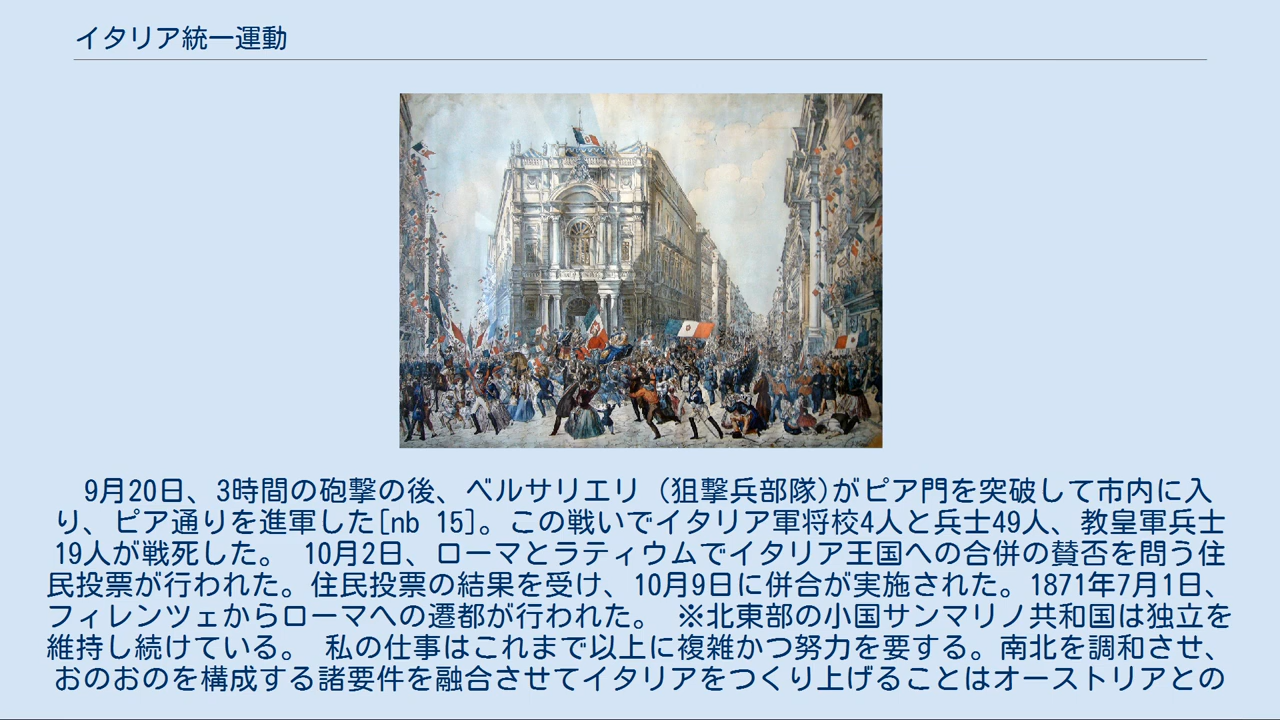 イタリア統一運動
9月20日、3時間の砲撃の後、ベルサリエリ (狙撃兵部隊)がピア門を突破して市内に入
り、ピア通りを進軍した[nb 15]。この戦いでイタリア軍将校4人と兵士49人、教皇軍兵士
19人が戦死した。 10月2日、ローマとラティウムでイタリア王国への合併の賛否を問う住
民投票が行われた。住民投票の結果を受け、10月9日に併合が実施された。1871年7月1日、
フィレンツェからローマへの遷都が行われた。 ※北東部の小国サンマリノ共和国は独立を
維持し続けている。 私の仕事はこれまで以上に複雑かつ努力を要する。南北を調和させ、
おのおのを構成する諸要件を融合させてイタリアをつくり上げることはオーストリアとの